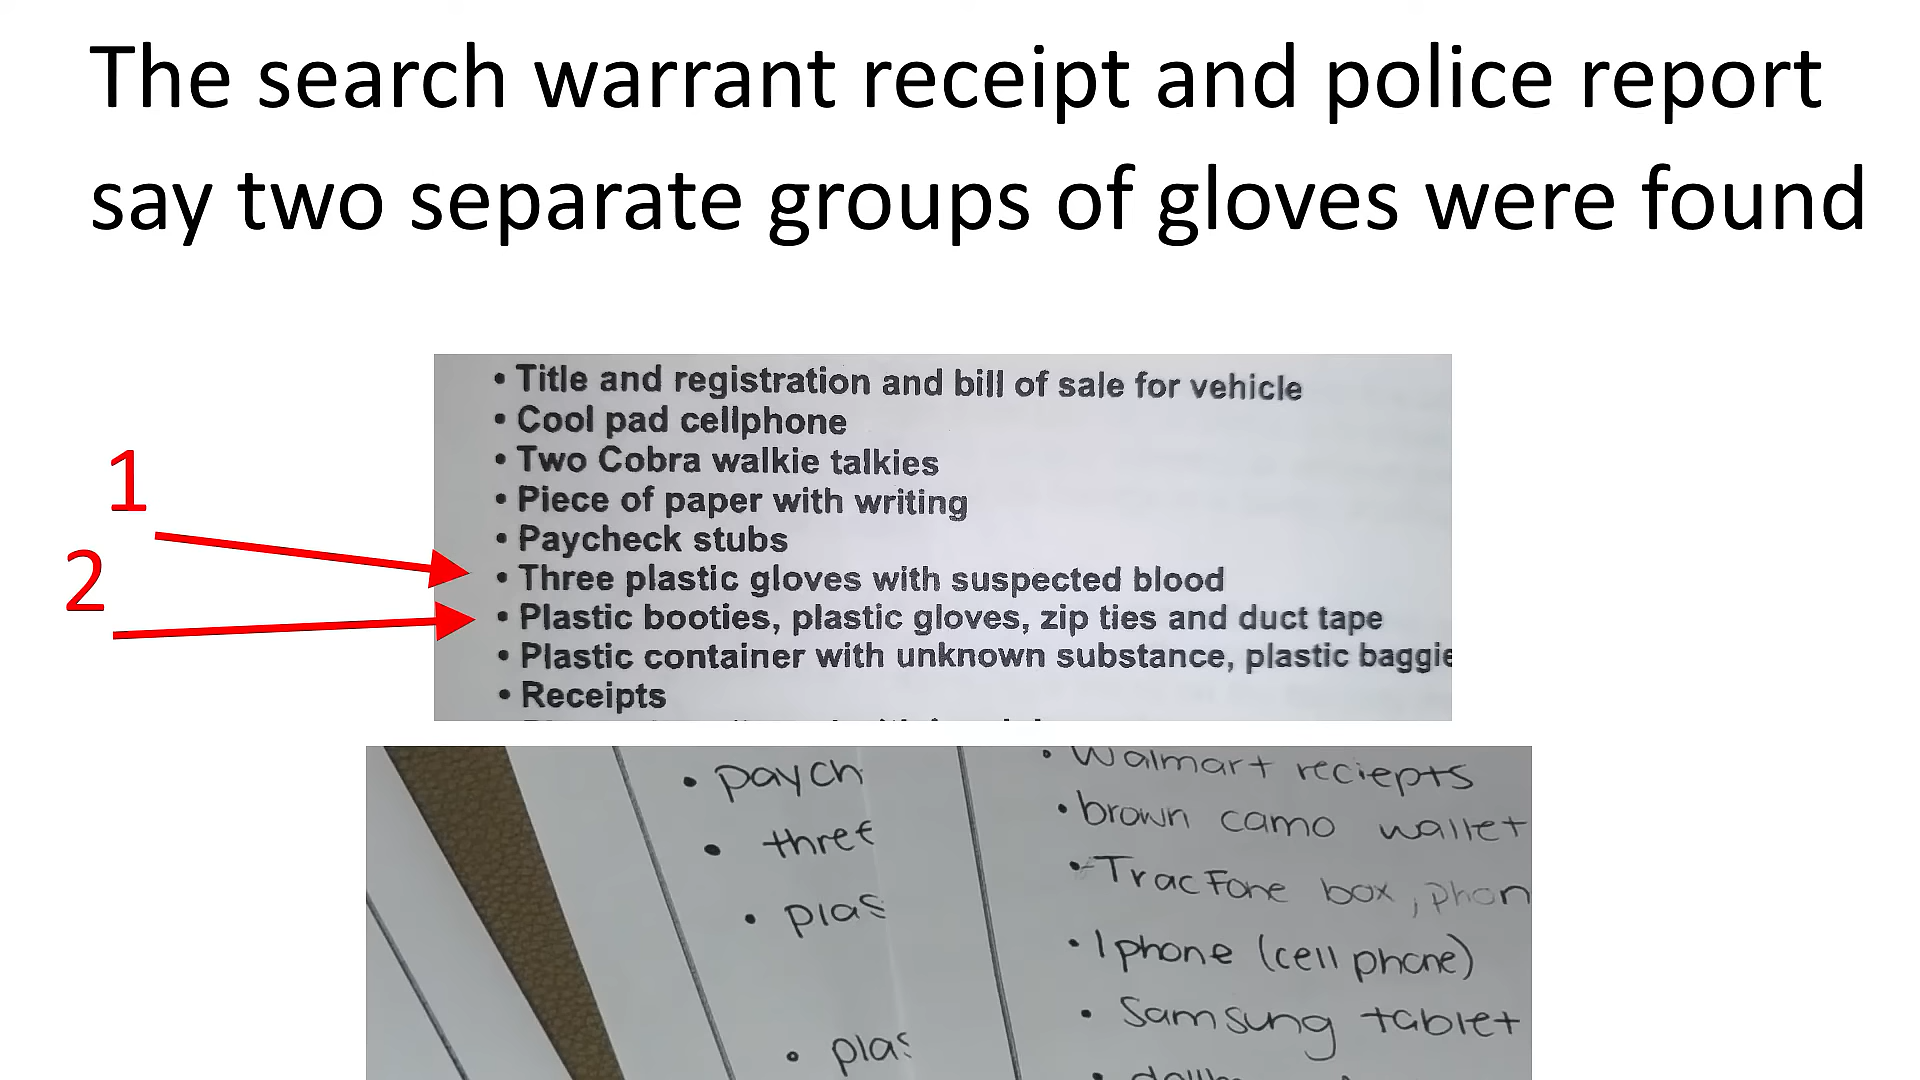 The search warrant receipt and police report
say two separate groups of gloves were found
• Title and registration and bill of sale for vehicle
• Cool pad cellphone
• Two Cobra walkie talkies
1
• Piece of paper with writing
• Paycheck stubs
2
• Three plastic gloves with suspected blood
• Plastic booties, plastic gloves, zip ties and duct tape
• Plastic container with unknown substance, plastic baggie
• Receipts
• paych
• three
• plas
• plas
• Walmart reciepts
• brown camo wallet
• TracFone box, phon
• Iphone (cell phone)
• Samsung tablet